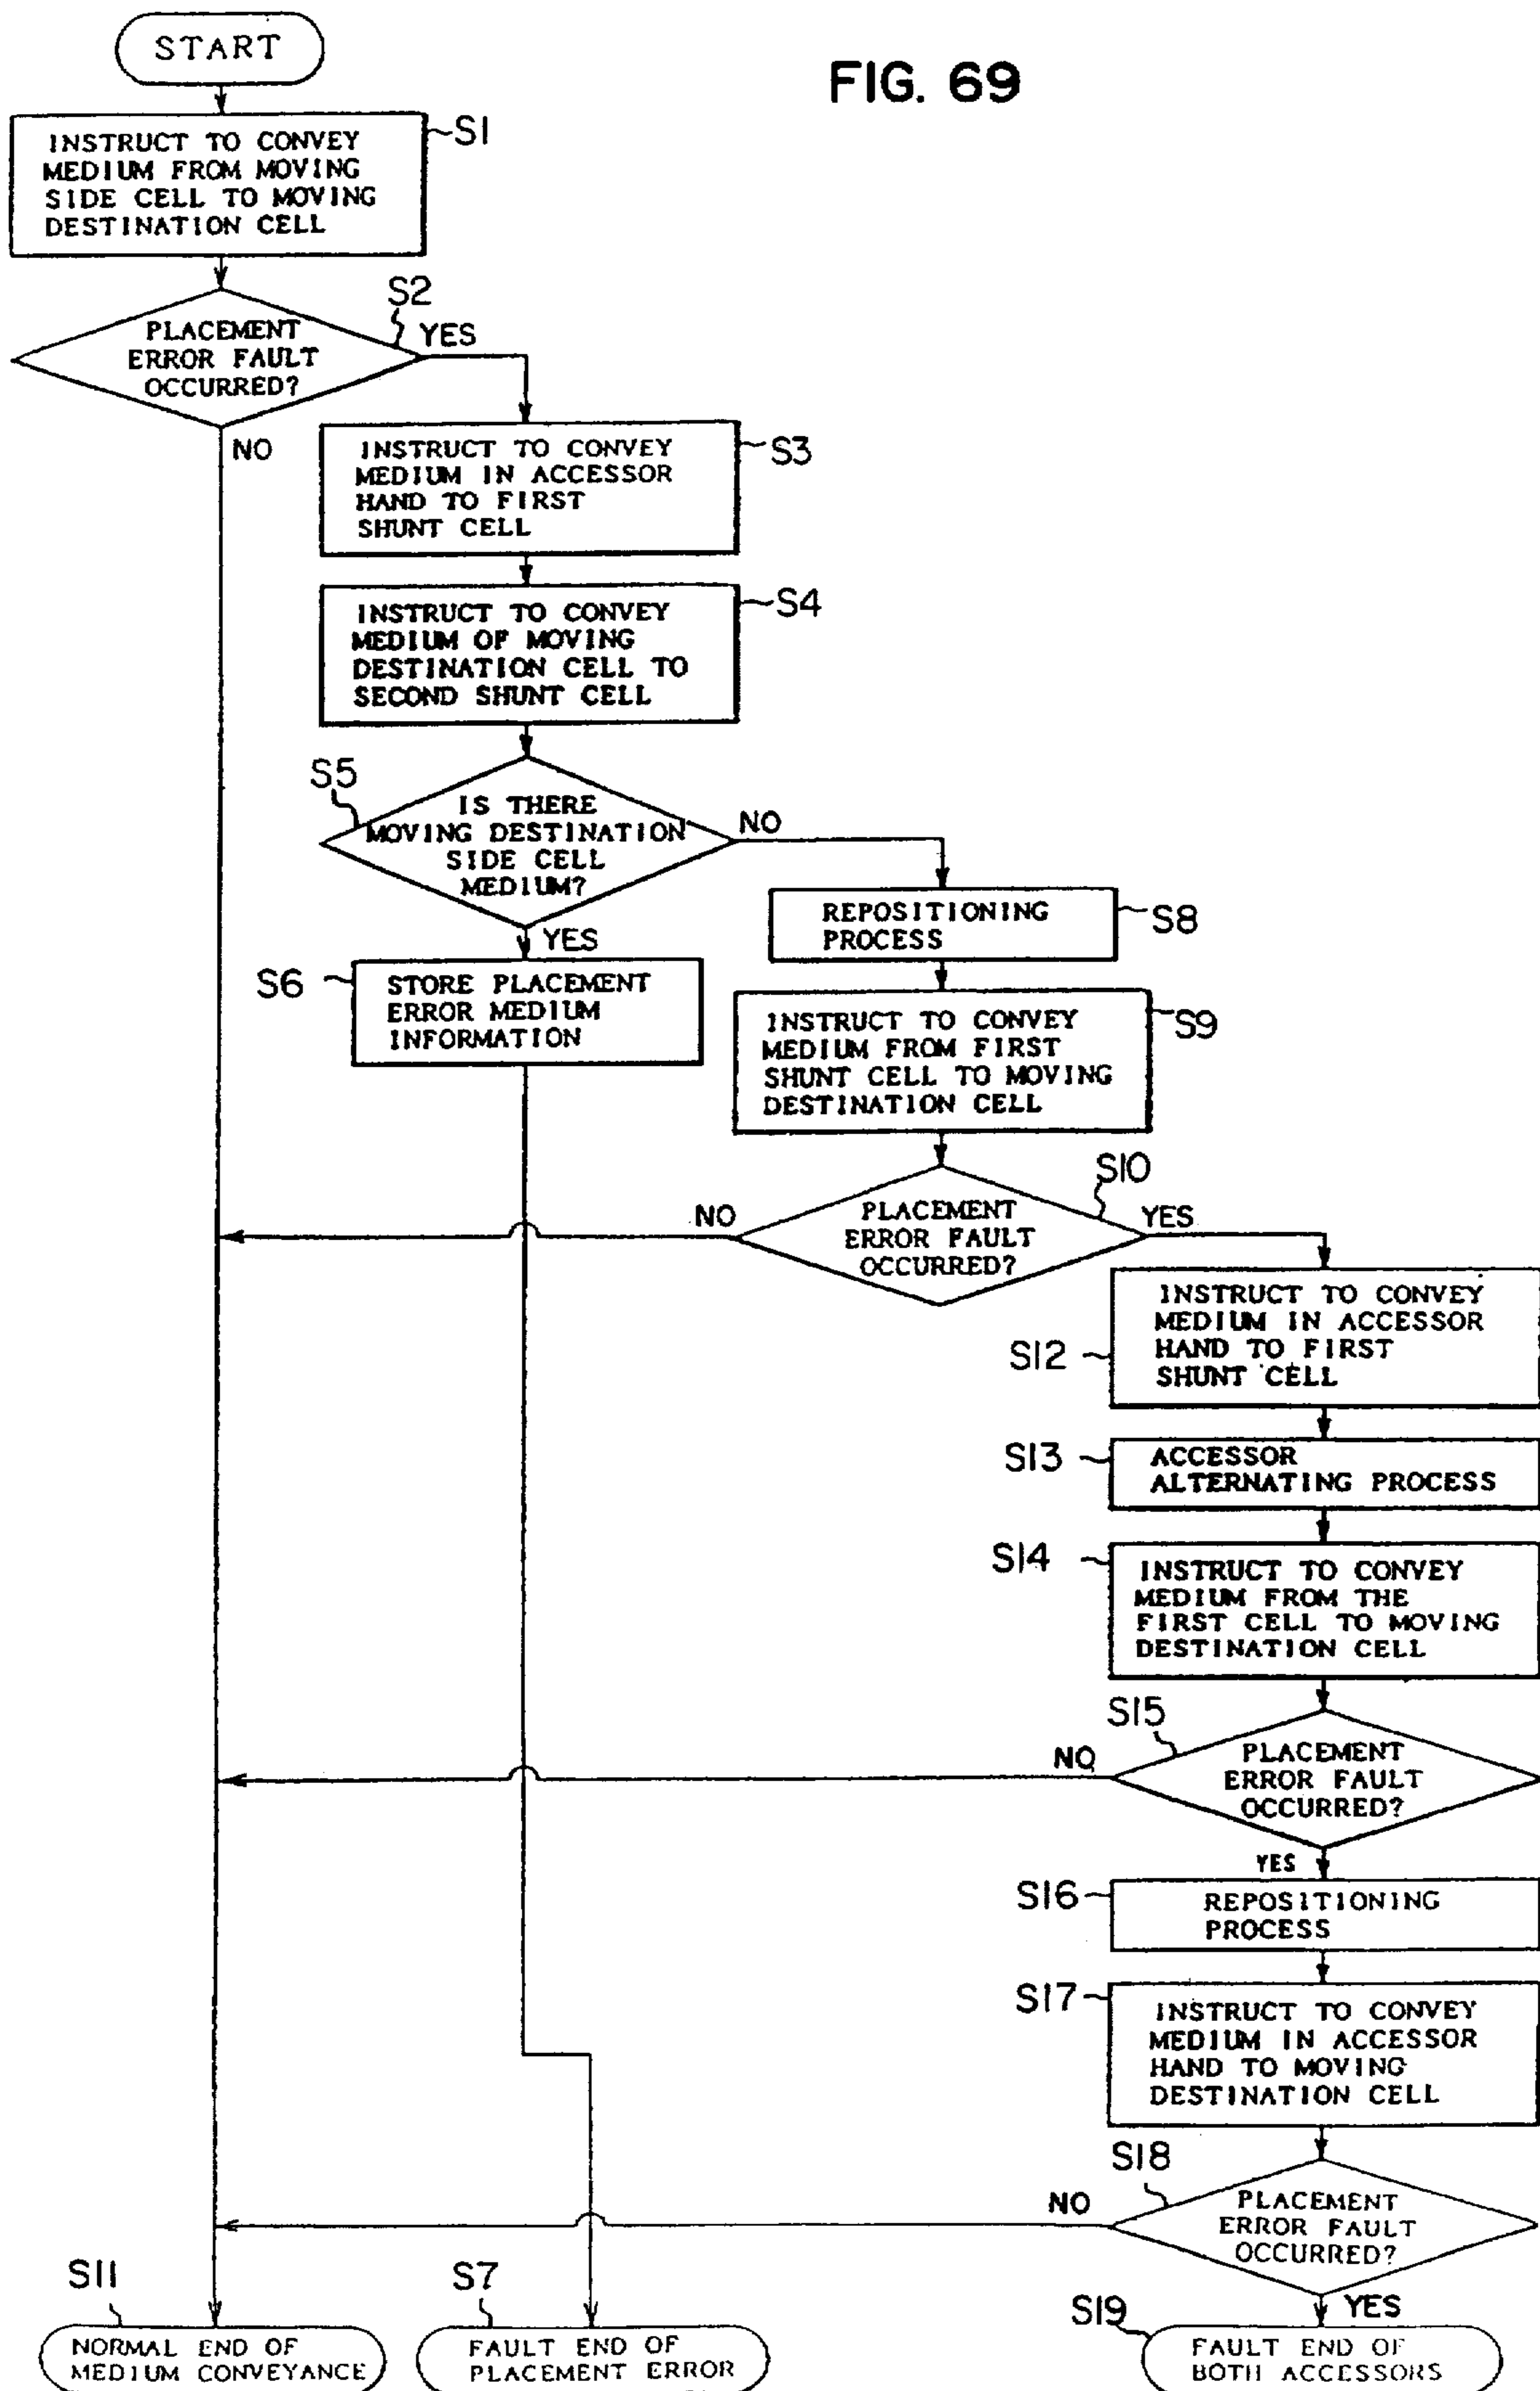 START
FIG. 69
INSTRUCT TO CONVEY
MEDIUM FROM MOVING
SIDE CELL TO MOVING
DESTINATION CELL
S1
S2
PLACEMENT
ERROR FAULT
OCCURRED?
YES
NO
INSTRUCT TO CONVEY
MEDIUM IN ACCESSOR
HAND TO FIRST
SHUNT CELL
S3
INSTRUCT TO CONVEY
MEDIUM OF MOVING
DESTINATION CELL TO
SECOND SHUNT CELL
S4
S5
IS THERE
MOVING DESTINATION
SIDE CELL
MEDIUM?
NO
YES
REPOSITIONING
PROCESS
S8
S6
STORE PLACEMENT
ERROR MEDIUM
INFORMATION
INSTRUCT TO CONVEY
MEDIUM FROM FIRST
SHUNT CELL TO MOVING
DESTINATION CELL
S9
S10
NO
PLACEMENT
ERROR FAULT
OCCURRED?
YES
INSTRUCT TO CONVEY
MEDIUM IN ACCESSOR
HAND TO FIRST
SHUNT CELL
S12
S13
ACCESSOR
ALTERNATING PROCESS
S14
INSTRUCT TO CONVEY
MEDIUM FROM THE
FIRST CELL TO MOVING
DESTINATION CELL
S15
NO
PLACEMENT
ERROR FAULT
OCCURRED?
YES
S16
REPOSITIONING
PROCESS
S17
INSTRUCT TO CONVEY
MEDIUM IN ACCESSOR
HAND TO MOVING
DESTINATION CELL
S18
NO
PLACEMENT
ERROR FAULT
OCCURRED?
YES
S11
NORMAL END OF
MEDIUM CONVEYANCE
S7
FAULT END OF
PLACEMENT ERROR
S19
FAULT END OF
BOTH ACCESSORS